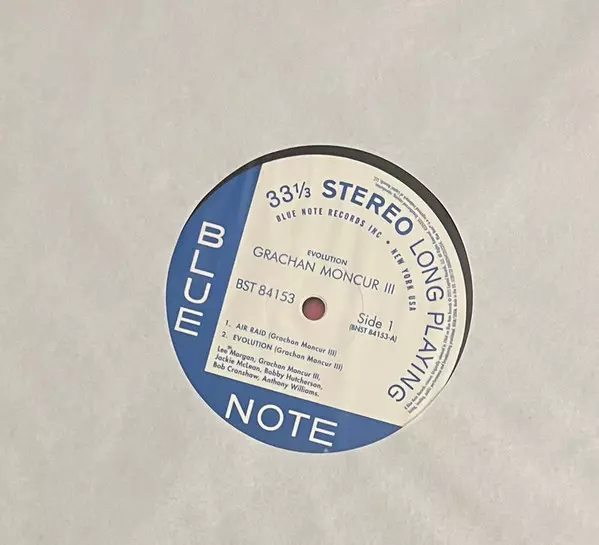 33 1/3 STEREO LONG PLAYING
BLUE NOTE RECORDS INC • NEW YORK USA
EVOLUTION
GRACHAN MONCUR III
BST 84153
Side 1
(BNST 84153-A)
1. AIR RAID (Grachan Moncur III)
2. EVOLUTION (Grachan Moncur III)
Lee Morgan, Grachan Moncur III,
Jackie McLean, Bobby Hutcherson,
Bob Cranshaw, Anthony Williams.
BLUE
NOTE